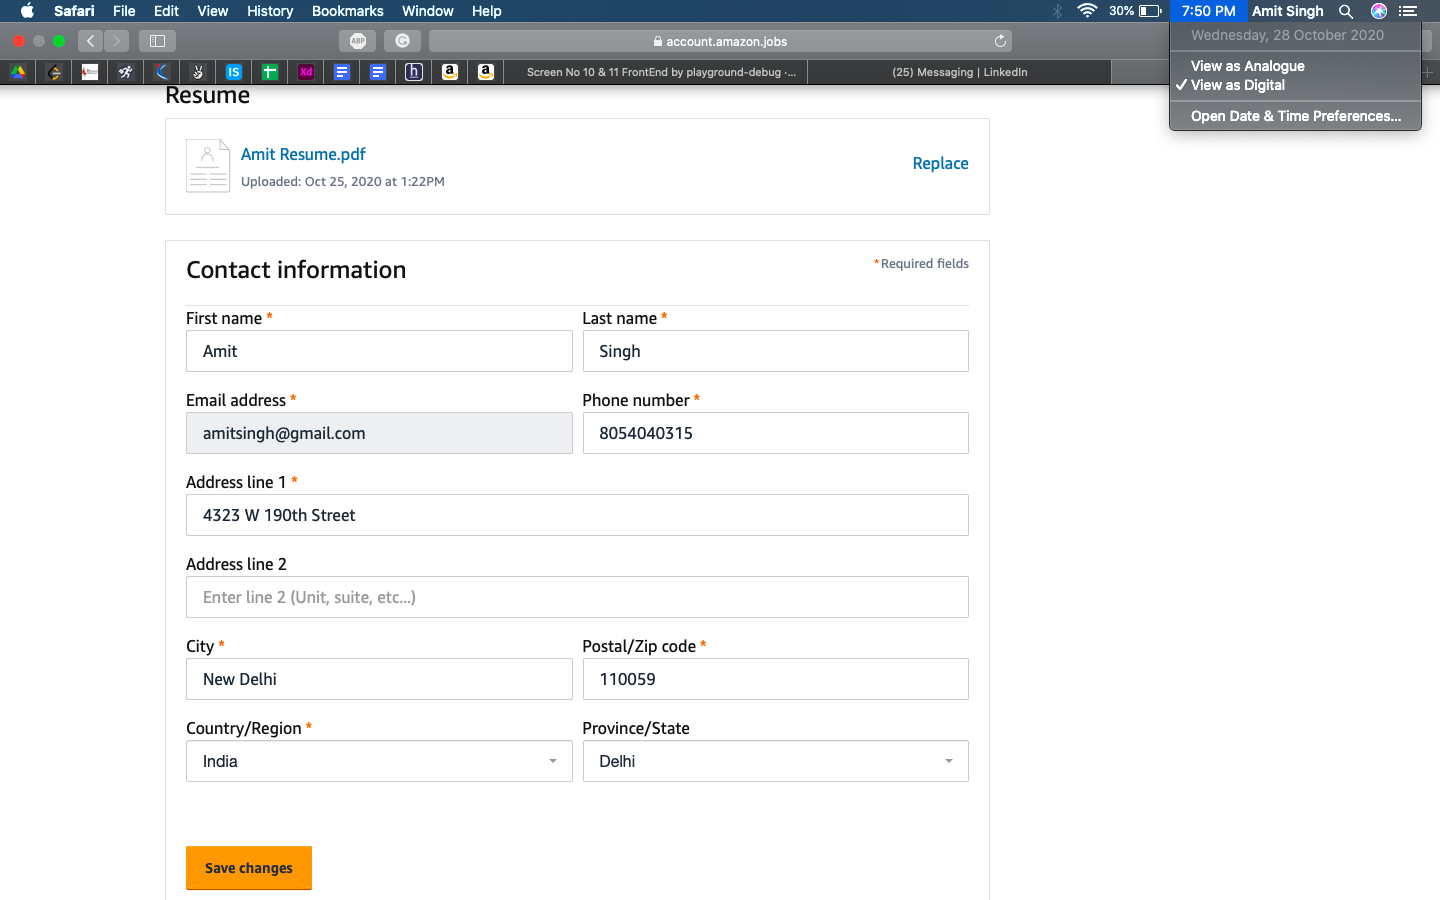 Safari File Edit View History Bookmarks Window Help 30% 7:50 PM Amit Singh
Wednesday, 28 October 2020
View as Analogue
✓ View as Digital
Open Date & Time Preferences...
ABP account.amazon.jobs
IS Xd h a a Screen No 10 & 11 FrontEnd by playground-debug ·... (25) Messaging | LinkedIn
Resume
Amit Resume.pdf
Uploaded: Oct 25, 2020 at 1:22PM
Replace
Contact information
*Required fields
First name * Last name *
Amit Singh
Email address * Phone number *
amitsingh@gmail.com 8054040315
Address line 1 *
4323 W 190th Street
Address line 2
Enter line 2 (Unit, suite, etc...)
City * Postal/Zip code *
New Delhi 110059
Country/Region * Province/State
India Delhi
Save changes